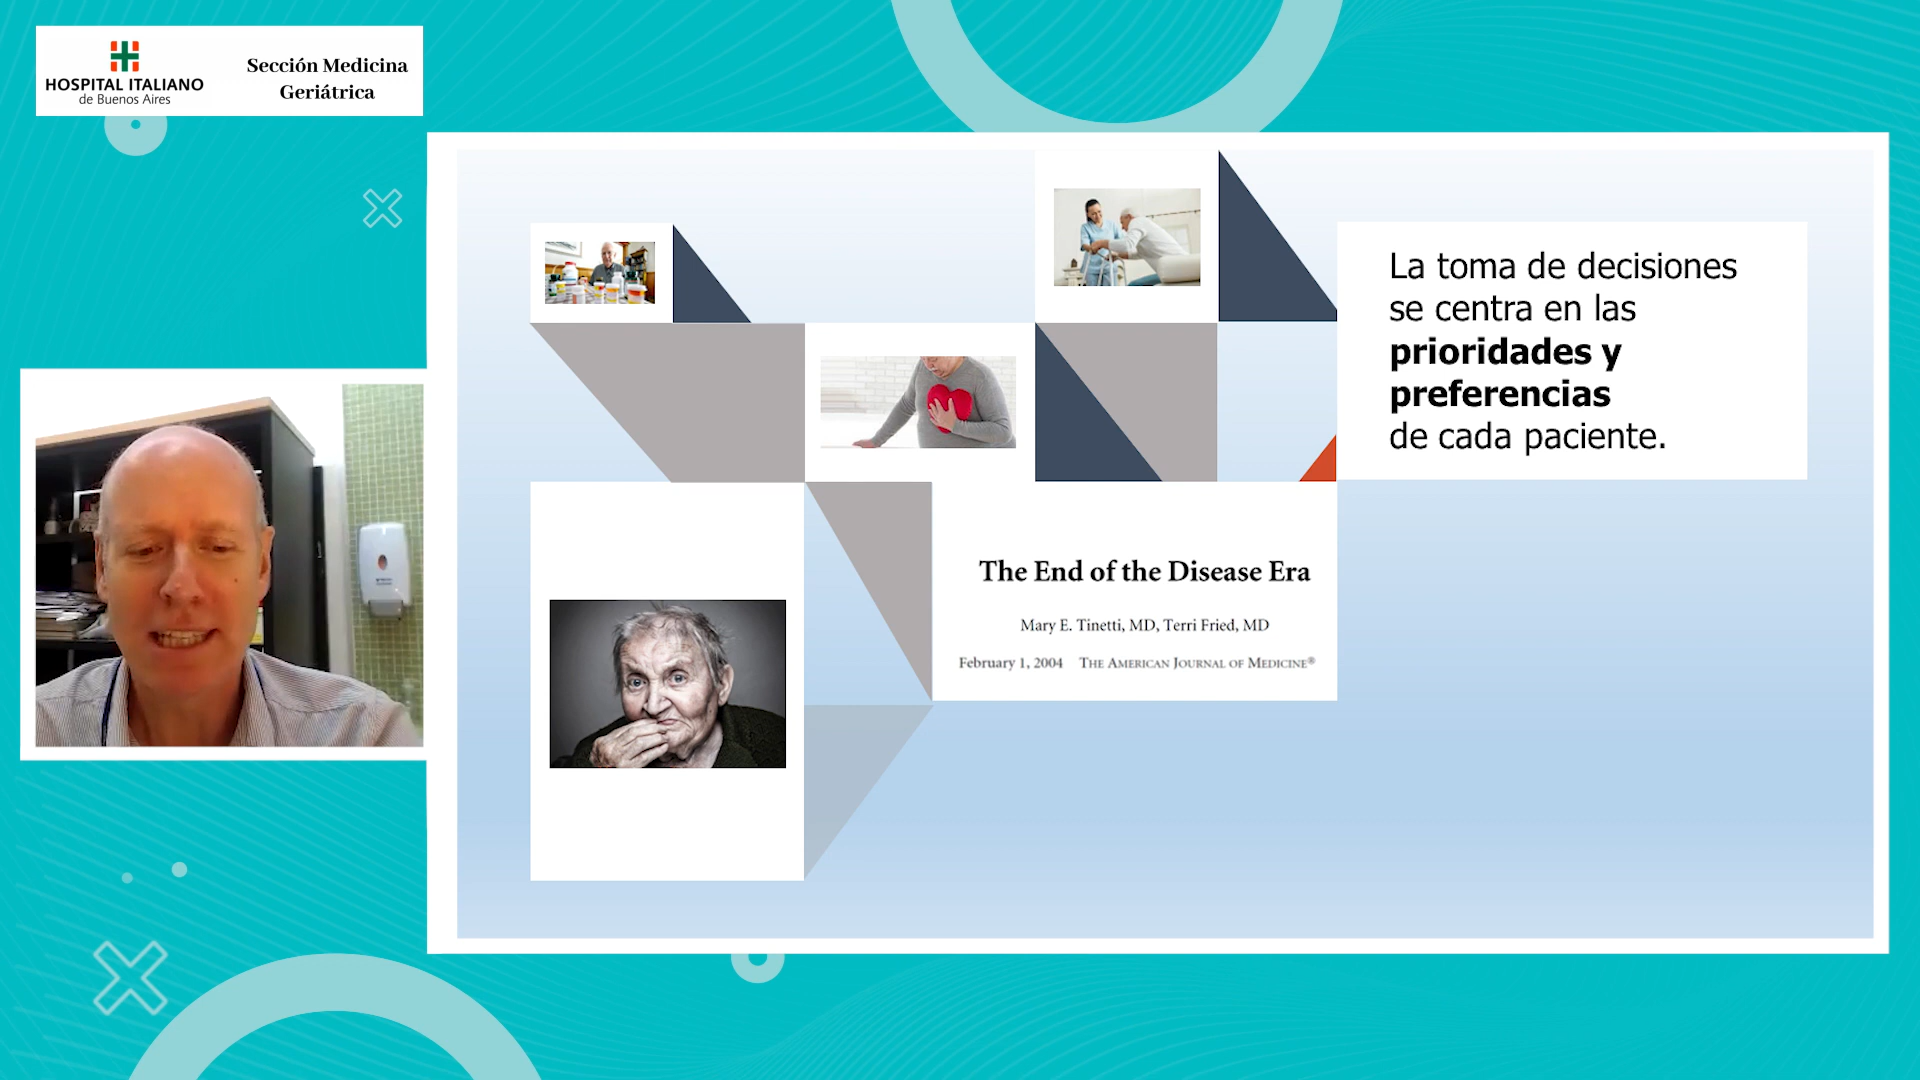 HOSPITAL ITALIANO
de Buenos Aires
Sección Medicina
Geriátrica
La toma de decisiones
se centra en las
prioridades y
preferencias
de cada paciente.
The End of the Disease Era
Mary E. Tinetti, MD, Terri Fried, MD
February 1, 2004 THE AMERICAN JOURNAL OF MEDICINE®